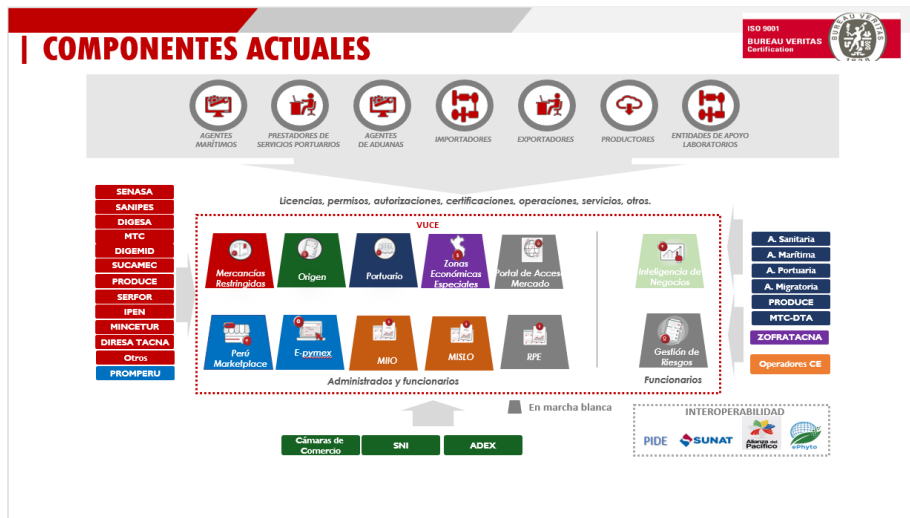 | COMPONENTES ACTUALES
ISO 9001
BUREAU VERITAS
Certification
BUREAU VERITAS
1828
AGENTES
MARÍTIMOS
PRESTADORES DE
SERVICIOS PORTUARIOS
AGENTES
DE ADUANAS
IMPORTADORES
EXPORTADORES
PRODUCTORES
ENTIDADES DE APOYO
LABORATORIOS
Licencias, permisos, autorizaciones, certificaciones, operaciones, servicios, otros.
SENASA
SANIPES
DIGESA
MTC
DIGEMID
SUCAMEC
PRODUCE
SERFOR
IPEN
MINCETUR
DIRESA TACNA
Otros
PROMPERU
VUCE
Mercancías
Restringidas
Origen
Portuario
Zonas
Económicas
Especiales
Portal de Acceso
Mercado
Inteligencia de
Negocios
Perú
Marketplace
E-pymex
MIIO
MISLO
RPE
Gestión de
Riesgos
Administrados y funcionarios
Funcionarios
A. Sanitaria
A. Marítima
A. Portuaria
A. Migratoria
PRODUCE
MTC-DTA
ZOFRATACNA
Operadores CE
En marcha blanca
Cámaras de
Comercio
SNI
ADEX
INTEROPERABILIDAD
PIDE
SUNAT
Alianza del
Pacífico
ePhyto